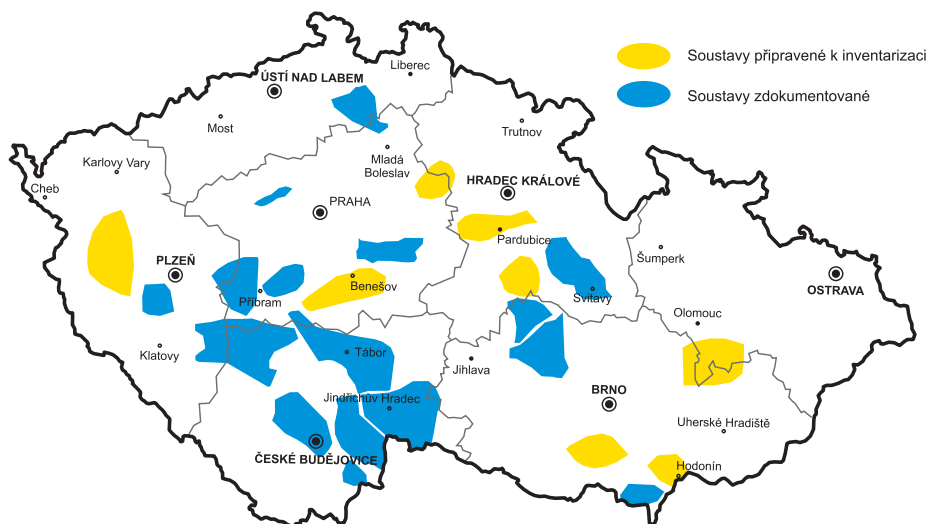 Soustavy připravené k inventarizaci
Soustavy zdokumentované
Liberec
ÚSTÍ NAD LABEM
Most
Trutnov
Mladá
Boleslav
Karlovy Vary
Cheb
HRADEC KRÁLOVÉ
PRAHA
Pardubice
Šumperk
PLZEŇ
Benešov
Příbram
Svitavy
OSTRAVA
Olomouc
Klatovy
Tábor
Jihlava
BRNO
Jindřichův Hradec
Uherské Hradiště
ČESKÉ BUDĚJOVICE
Hodonín